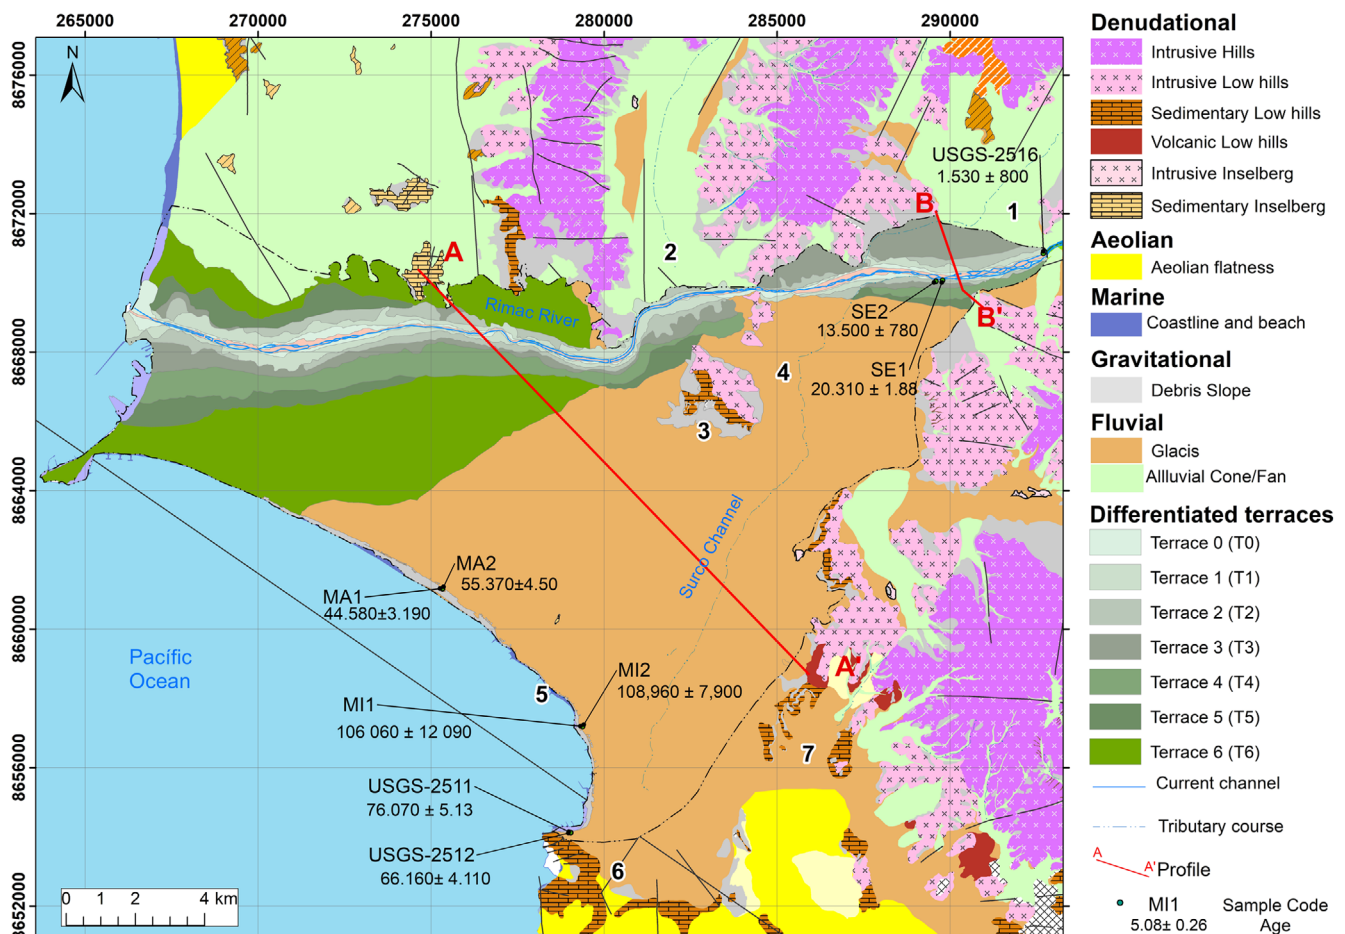 265000
270000
275000
280000
285000
290000
8676000
8672000
8668000
8664000
8660000
8656000
8652000
N
USGS-2516
1.530 ± 800
1
B
A
2
Rimac River
SE2
13.500 ± 780
B'
4
SE1
20.310 ± 1.88
3
Surco Channel
MA2
55.370±4.50
MA1
44.580±3.190
Pacífic
Ocean
A'
MI2
108,960 ± 7,900
5
MI1
106 060 ± 12 090
7
USGS-2511
76.070 ± 5.13
USGS-2512
66.160± 4.110
6
0 1 2 4 km
Denudational
Intrusive Hills
Intrusive Low hills
Sedimentary Low hills
Volcanic Low hills
Intrusive Inselberg
Sedimentary Inselberg
Aeolian
Aeolian flatness
Marine
Coastline and beach
Gravitational
Debris Slope
Fluvial
Glacis
Allluvial Cone/Fan
Differentiated terraces
Terrace 0 (T0)
Terrace 1 (T1)
Terrace 2 (T2)
Terrace 3 (T3)
Terrace 4 (T4)
Terrace 5 (T5)
Terrace 6 (T6)
Current channel
Tributary course
A A' Profile
MI1 Sample Code
5.08± 0.26 Age